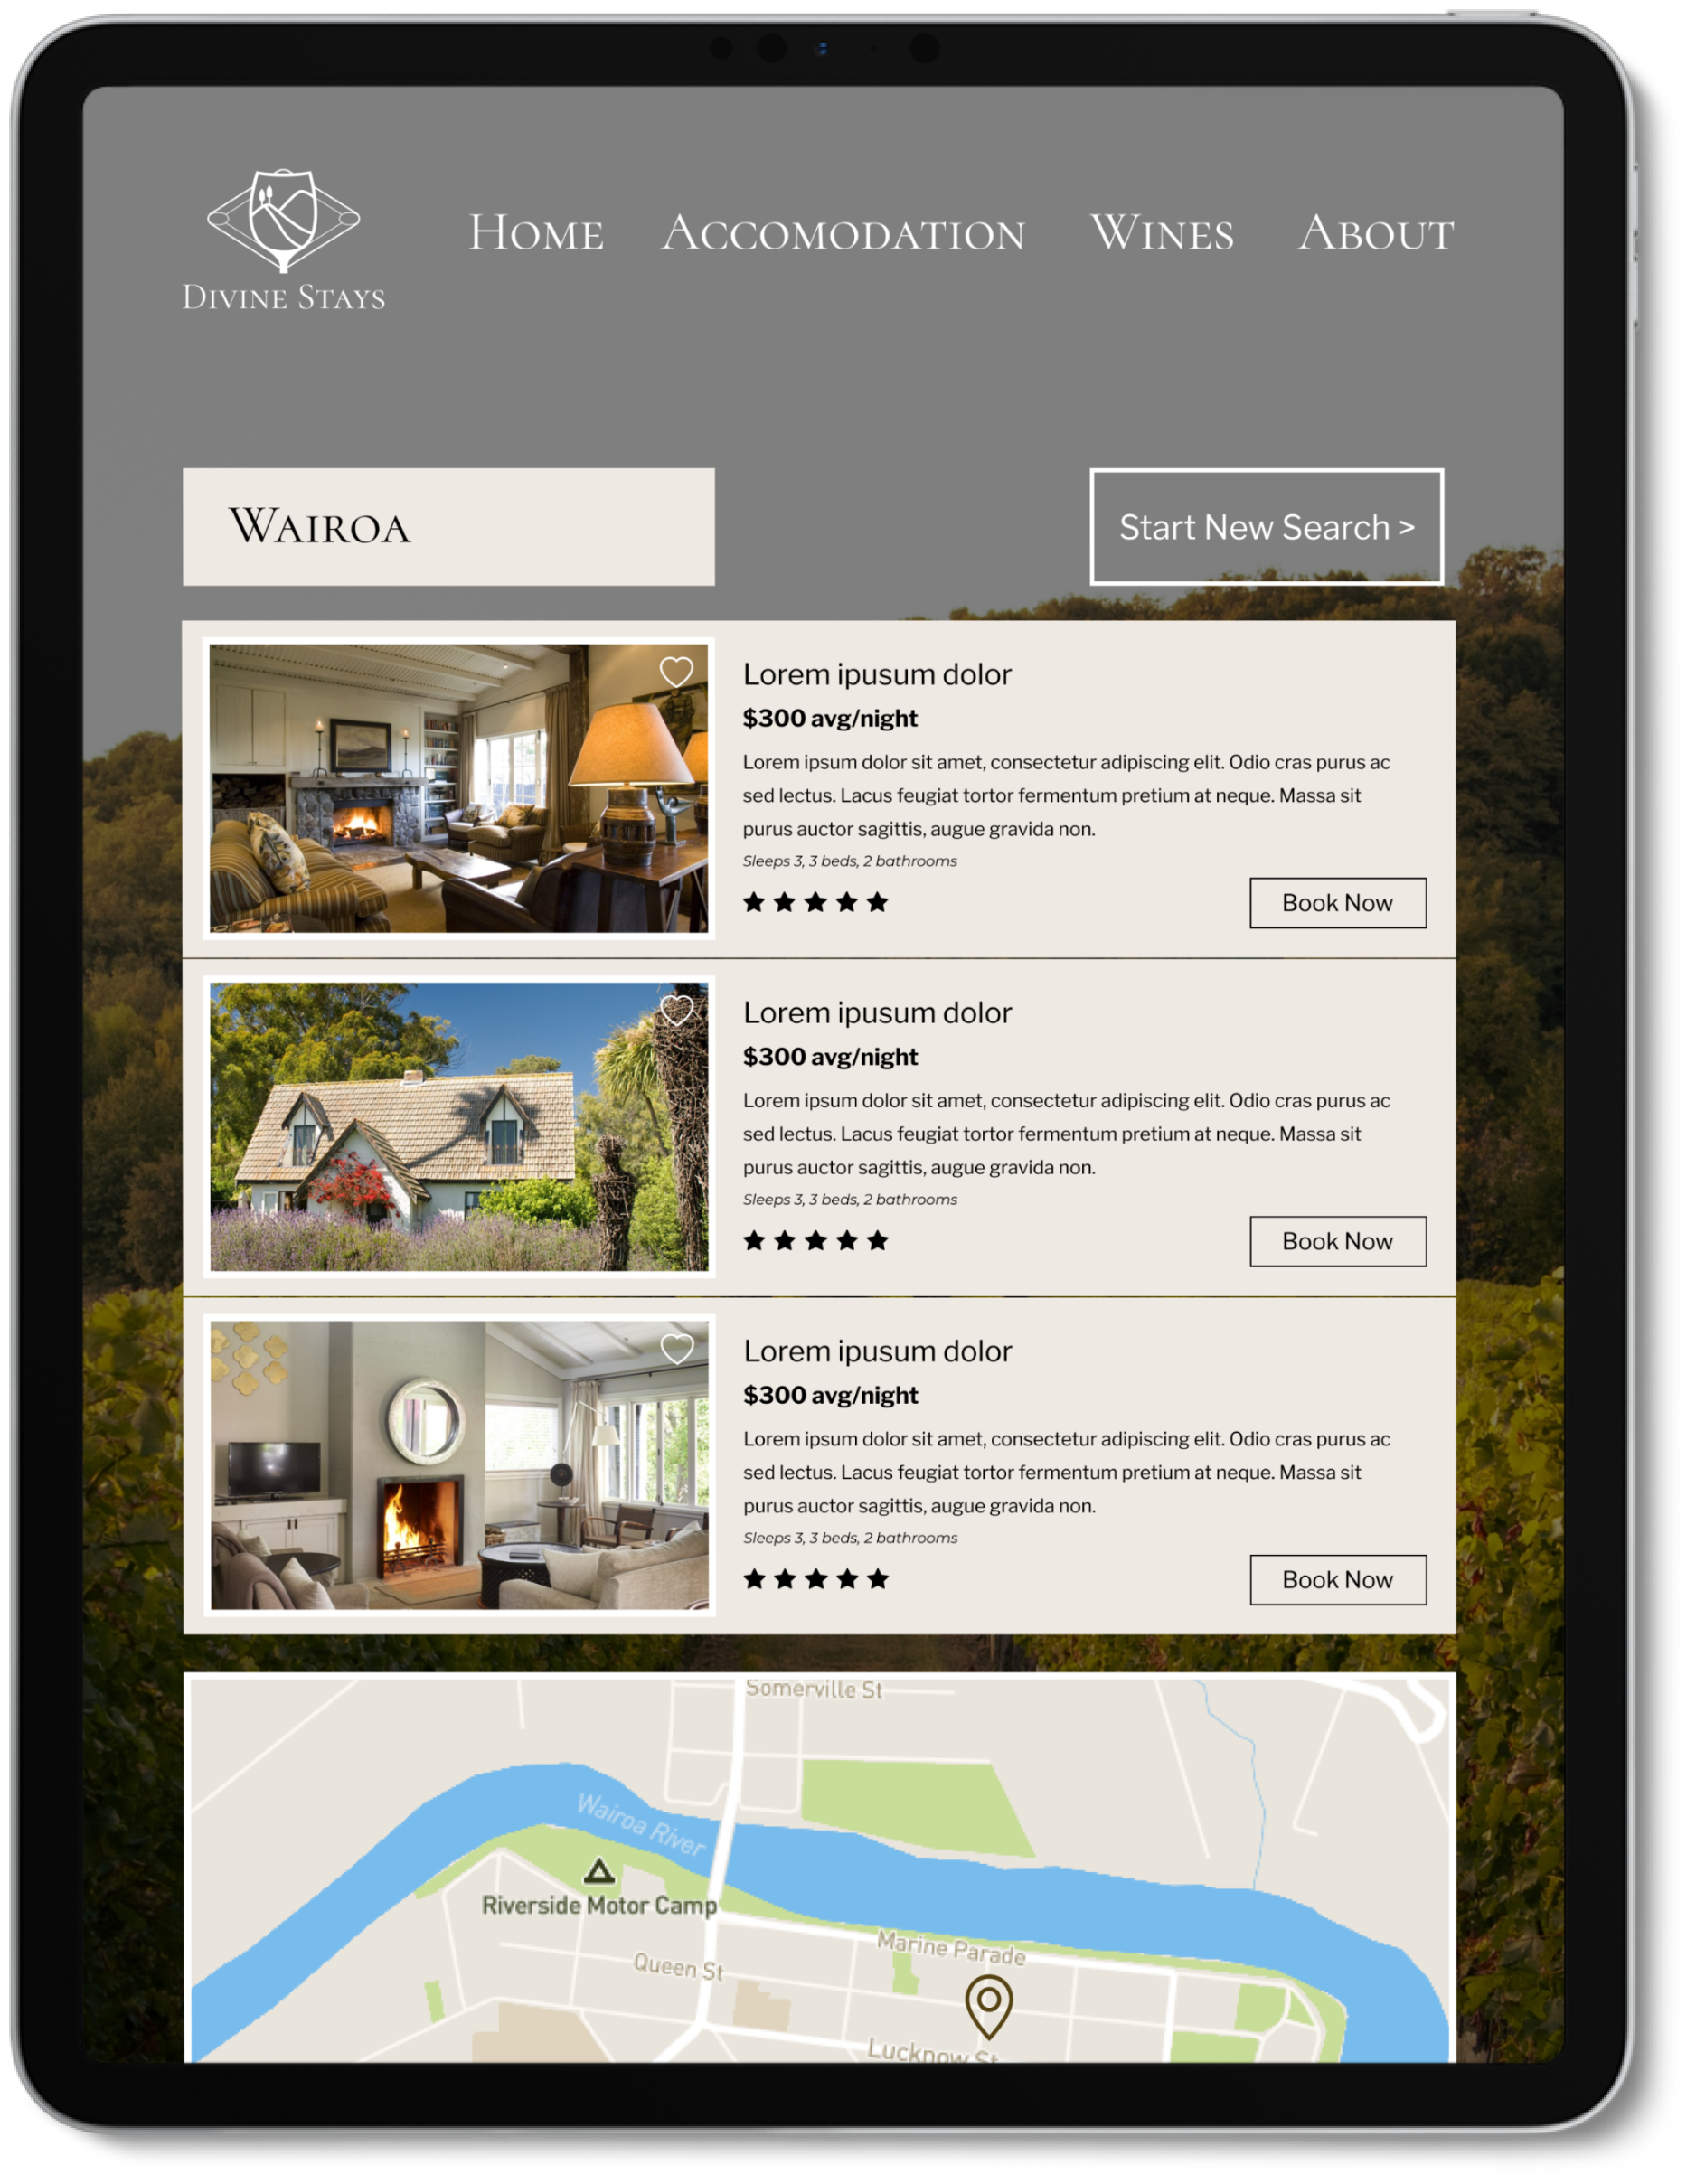 Divine Stays
Home Accomodation Wines About
Wairoa
Start New Search >
Lorem ipusum dolor
$300 avg/night
Lorem ipsum dolor sit amet, consectetur adipiscing elit. Odio cras purus ac
sed lectus. Lacus feugiat tortor fermentum pretium at neque. Massa sit
purus auctor sagittis, augue gravida non.
Sleeps 3, 3 beds, 2 bathrooms
Book Now
Lorem ipusum dolor
$300 avg/night
Lorem ipsum dolor sit amet, consectetur adipiscing elit. Odio cras purus ac
sed lectus. Lacus feugiat tortor fermentum pretium at neque. Massa sit
purus auctor sagittis, augue gravida non.
Sleeps 3, 3 beds, 2 bathrooms
Book Now
Lorem ipusum dolor
$300 avg/night
Lorem ipsum dolor sit amet, consectetur adipiscing elit. Odio cras purus ac
sed lectus. Lacus feugiat tortor fermentum pretium at neque. Massa sit
purus auctor sagittis, augue gravida non.
Sleeps 3, 3 beds, 2 bathrooms
Book Now
Somerville St
Wairoa River
Riverside Motor Camp
Marine Parade
Queen St
Lucknow St